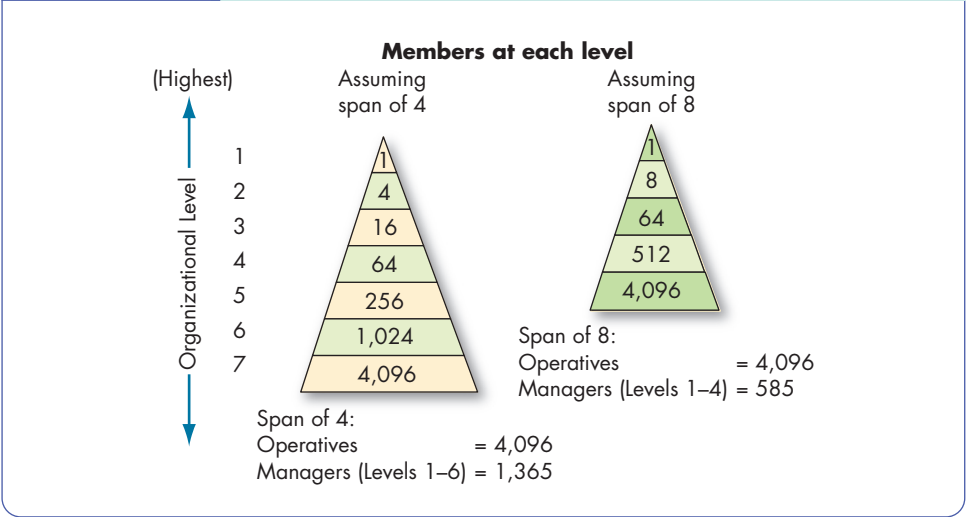 Members at each level
(Highest)
Assuming
span of 4
Assuming
span of 8
Organizational Level
1
2
3
4
5
6
7
1
4
16
64
256
1,024
4,096
1
8
64
512
4,096
Span of 8:
Operatives = 4,096
Managers (Levels 1–4) = 585
Span of 4:
Operatives = 4,096
Managers (Levels 1–6) = 1,365